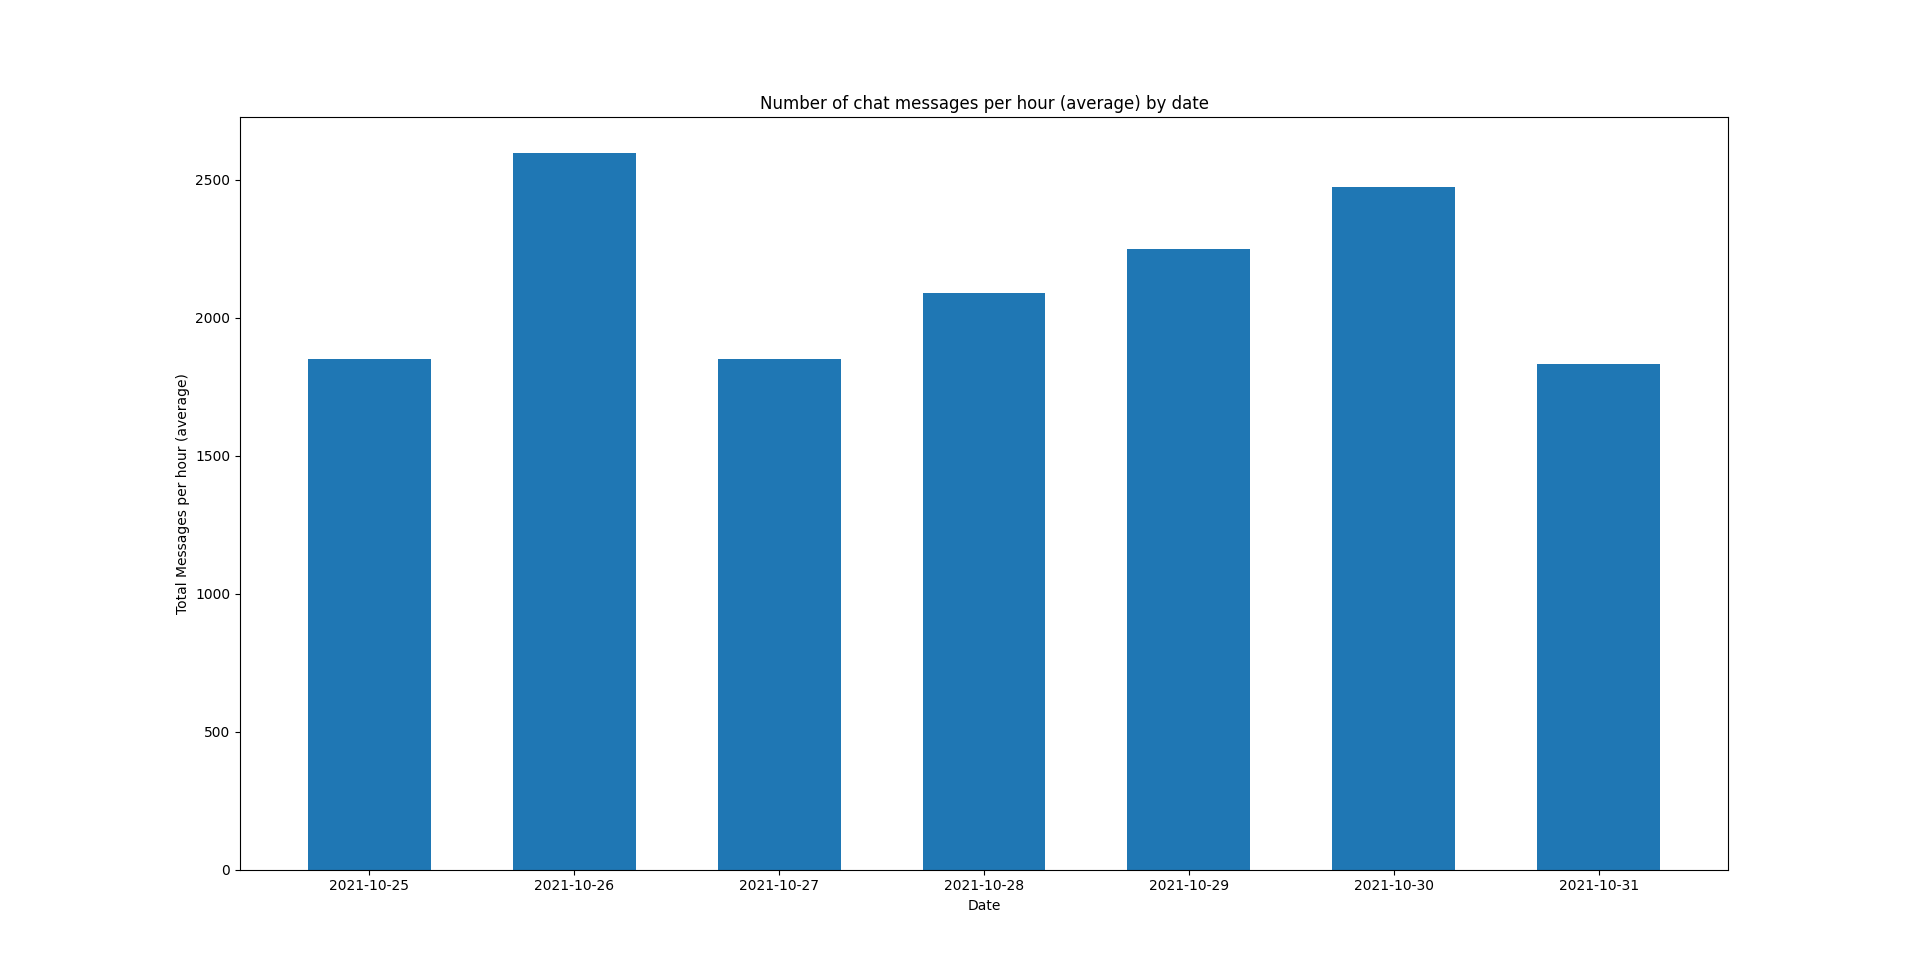 Number of chat messages per hour (average) by date
Total Messages per hour (average)
2500
2000
1500
1000
500
0
2021-10-25 2021-10-26 2021-10-27 2021-10-28 2021-10-29 2021-10-30 2021-10-31
Date